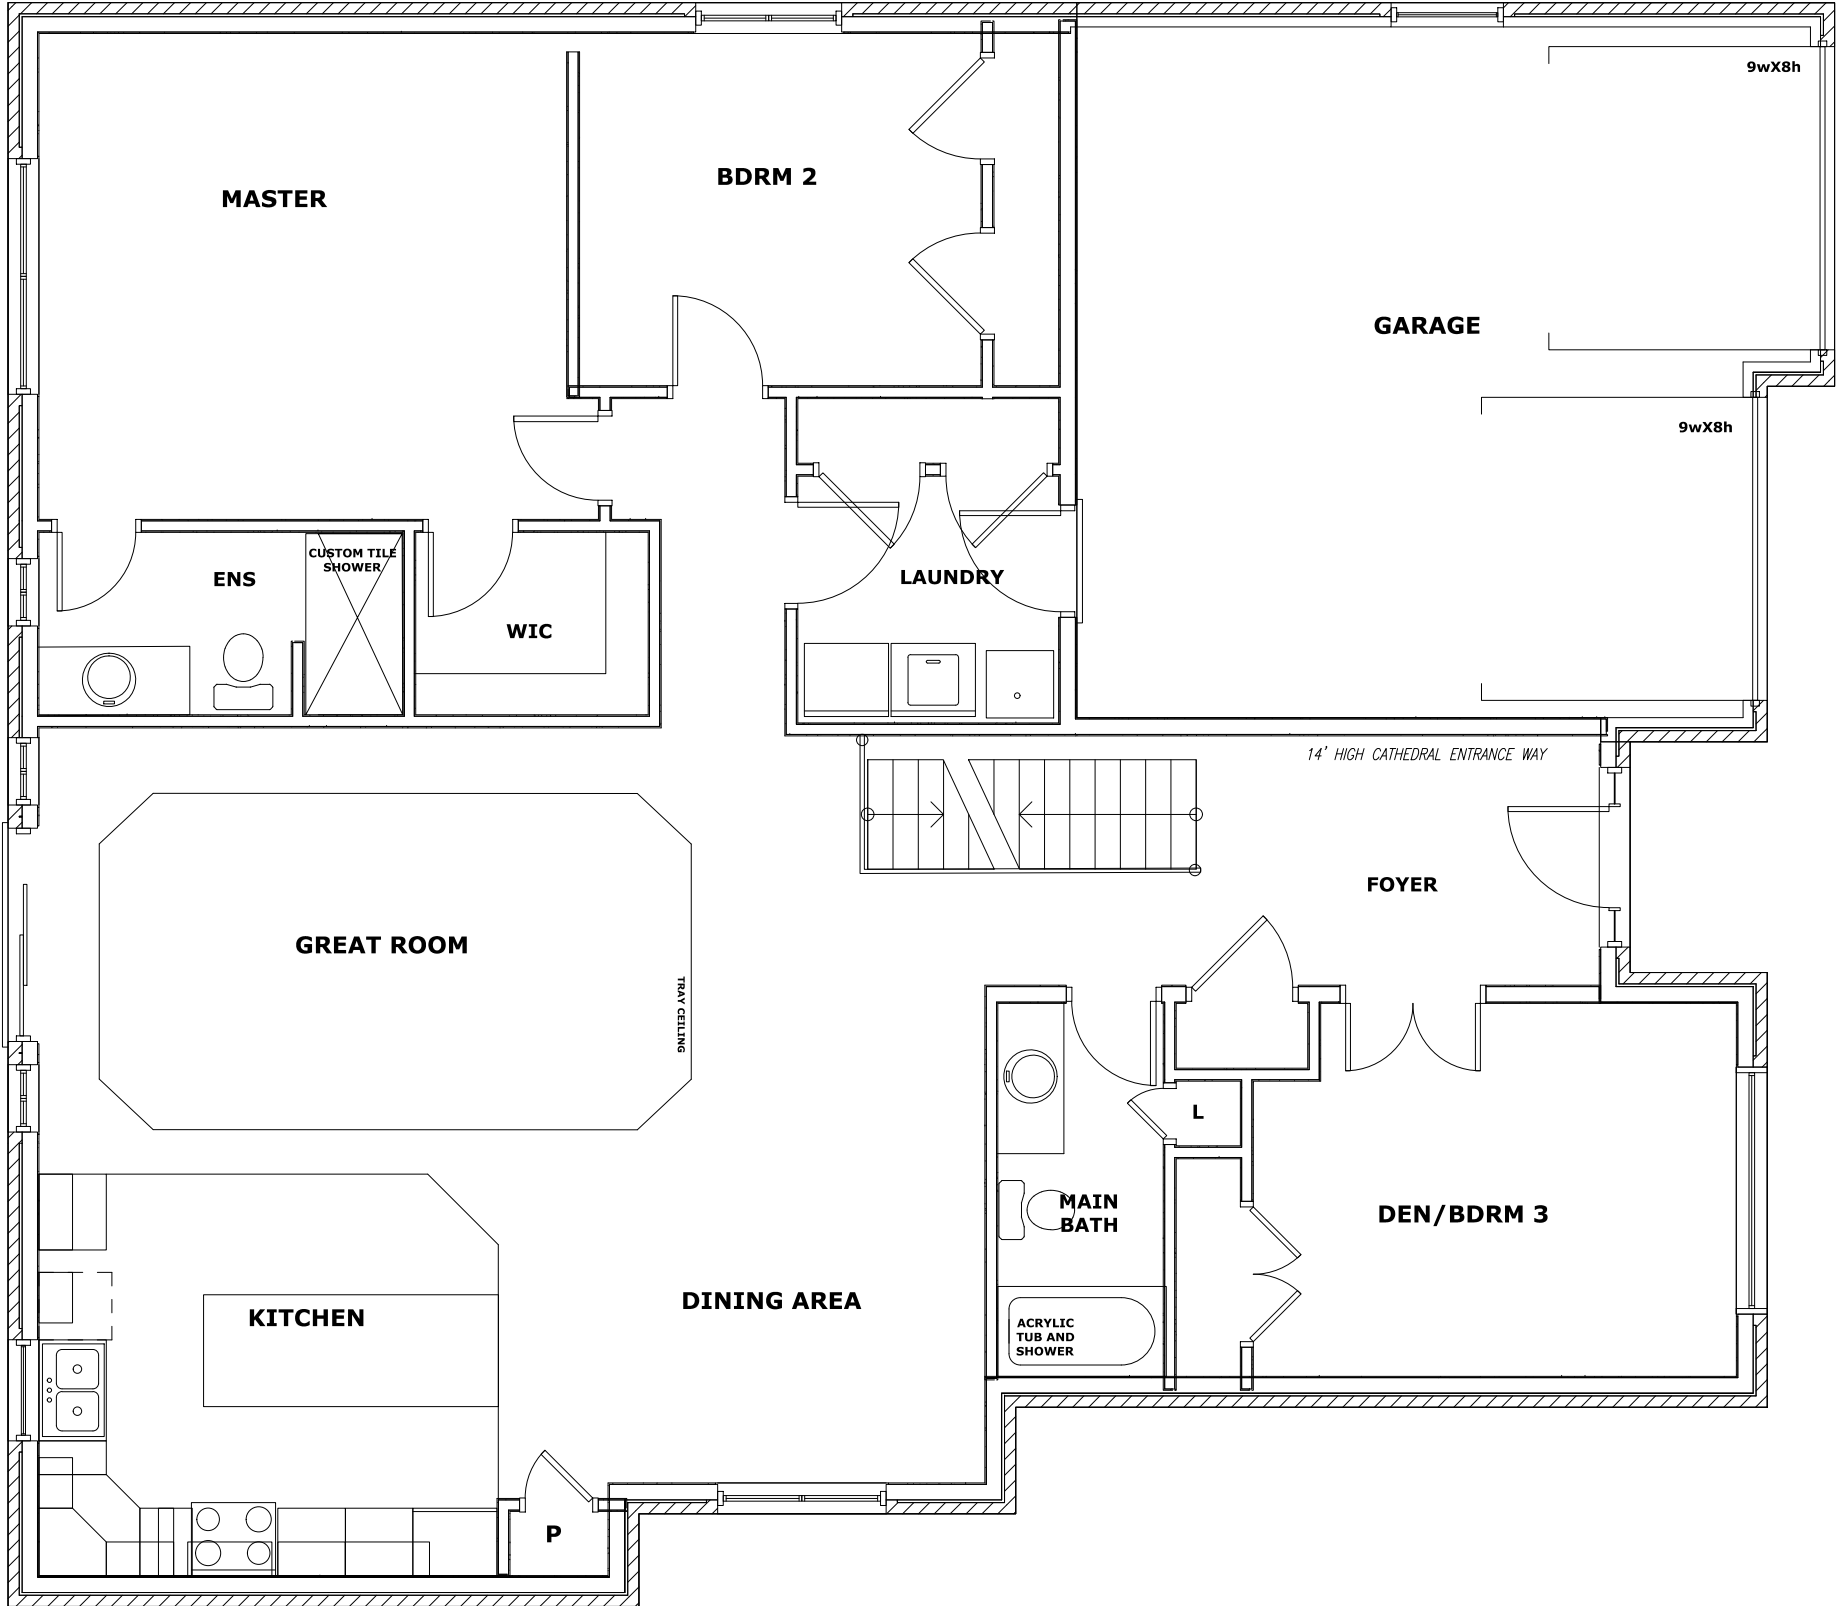 9wX8h
BDRM 2
MASTER
GARAGE
9wX8h
CUSTOM TILE
SHOWER
ENS
LAUNDRY
WIC
14' HIGH CATHEDRAL ENTRANCE WAY
FOYER
GREAT ROOM
TRAY CEILING
L
MAIN
BATH
DEN/BDRM 3
DINING AREA
KITCHEN
ACRYLIC
TUB AND
SHOWER
P